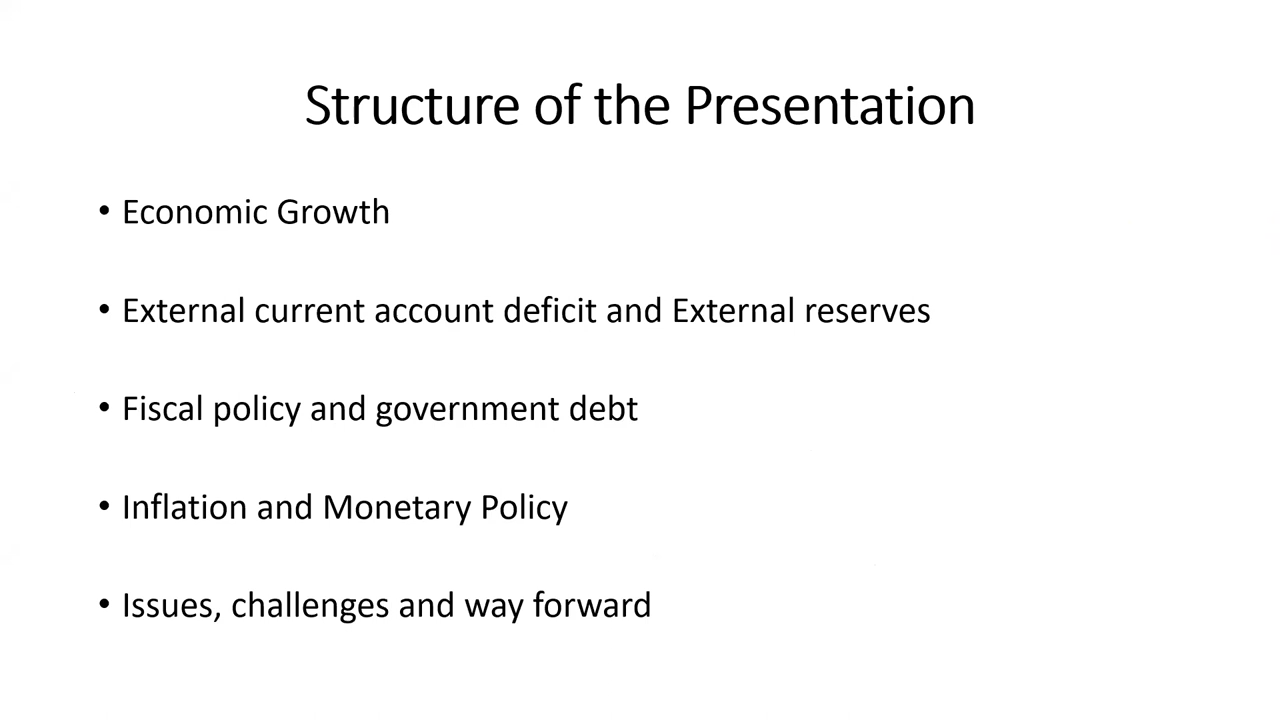 Structure of the Presentation
• Economic Growth
• External current account deficit and External reserves
• Fiscal policy and government debt
• Inflation and Monetary Policy
• Issues, challenges and way forward